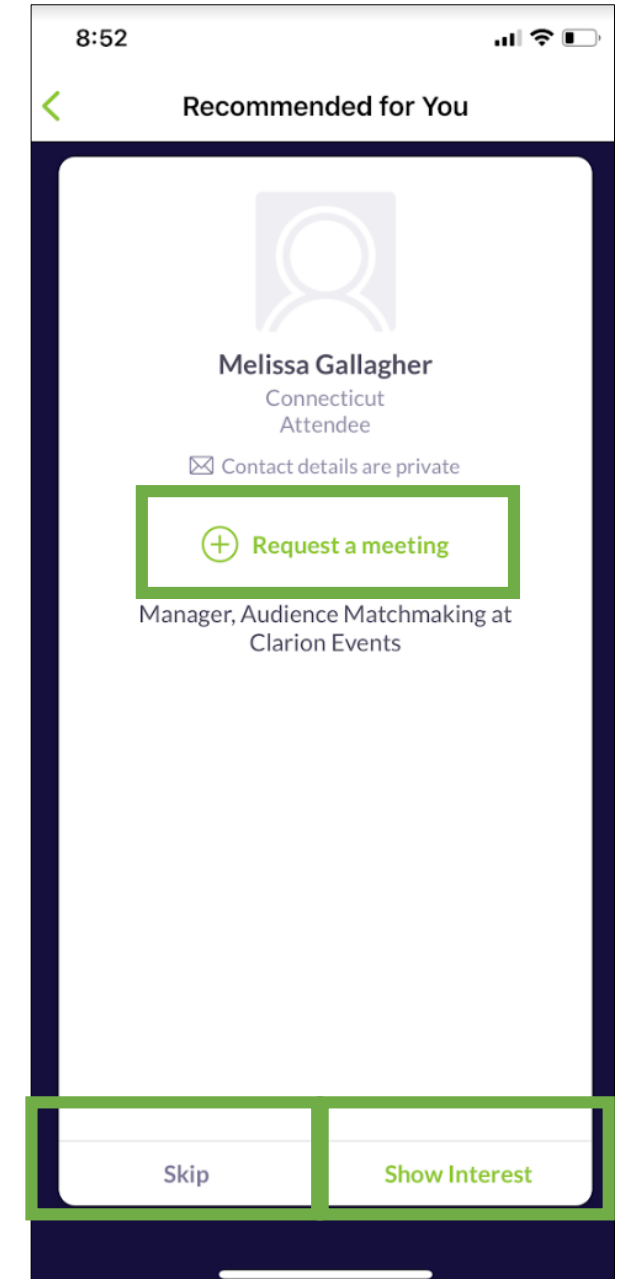 8:52
Recommended for You
Melissa Gallagher
Connecticut
Attendee
Contact details are private
Request a meeting
Manager, Audience Matchmaking at
Clarion Events
Skip
Show Interest